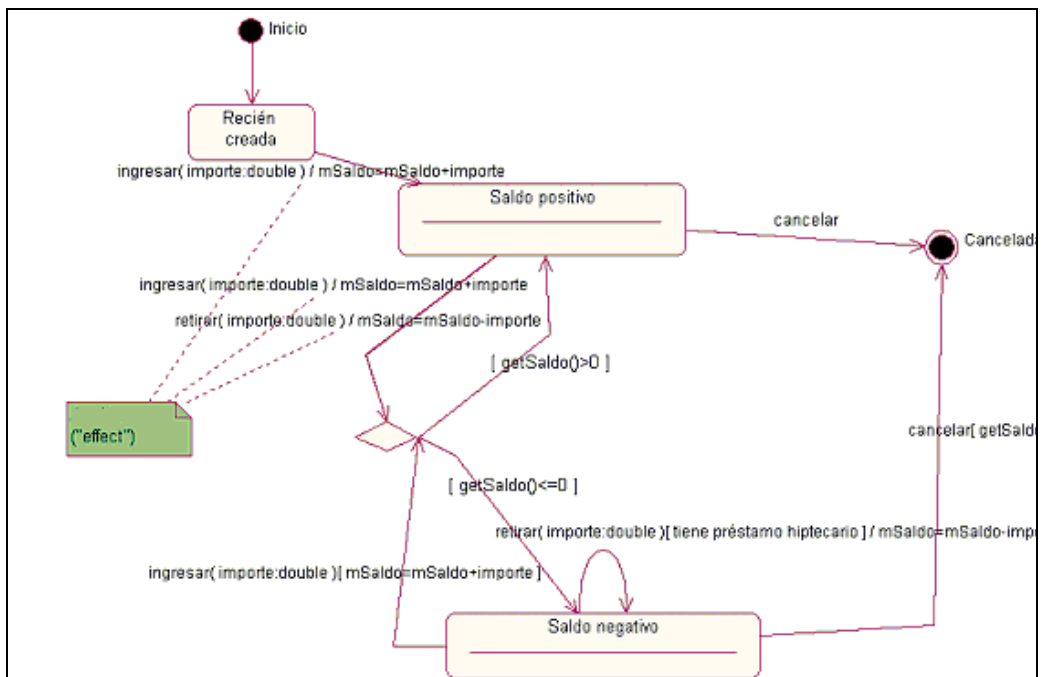 Inicio
Recién
creada
ingresar( importe:double ) / mSaldo=mSaldo+importe
Saldo positivo
cancelar
Cancelada
ingresar( importe:double ) / mSaldo=mSaldo+importe
retirar( importe:double ) / mSaldo=mSaldo-importe
[ getSaldo()>0 ]
("effect")
cancelar[ getSaldo
[ getSaldo()<=0 ]
retirar( importe:double )[ tiene préstamo hiptecario ] / mSaldo=mSaldo-impo
ingresar( importe:double )[ mSaldo=mSaldo+importe ]
Saldo negativo